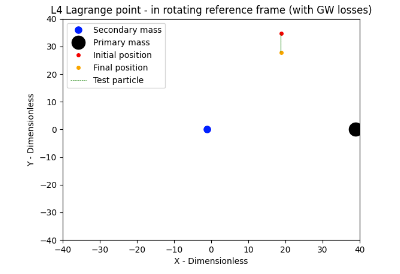 L4 Lagrange point - in rotating reference frame (with GW losses)
Secondary mass
Primary mass
Initial position
Final position
Test particle
Y - Dimensionless
40
30
20
10
0
−10
−20
−30
−40
−40
−30
−20
−10
0
10
20
30
40
X - Dimensionless